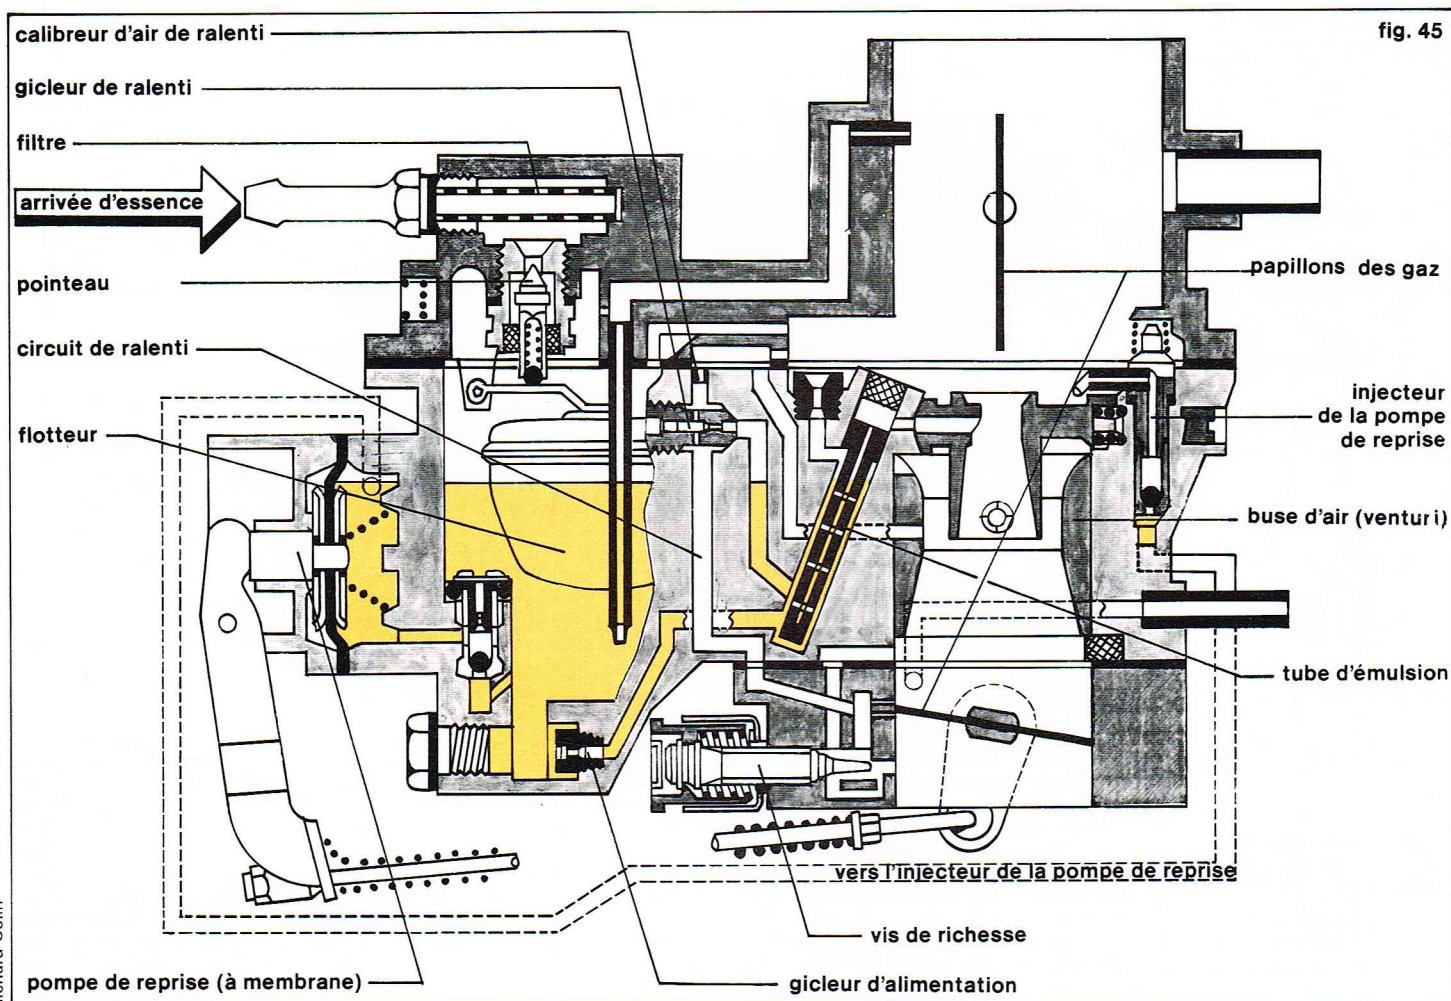 fig. 45
calibreur d'air de ralenti
gicleur de ralenti
filtre
arrivée d'essence
pointeau
circuit de ralenti
flotteur
papillons des gaz
injecteur
de la pompe
de reprise
buse d'air (venturi)
tube d'émulsion
vers l'injecteur de la pompe de reprise
vis de richesse
gicleur d'alimentation
pompe de reprise (à membrane)